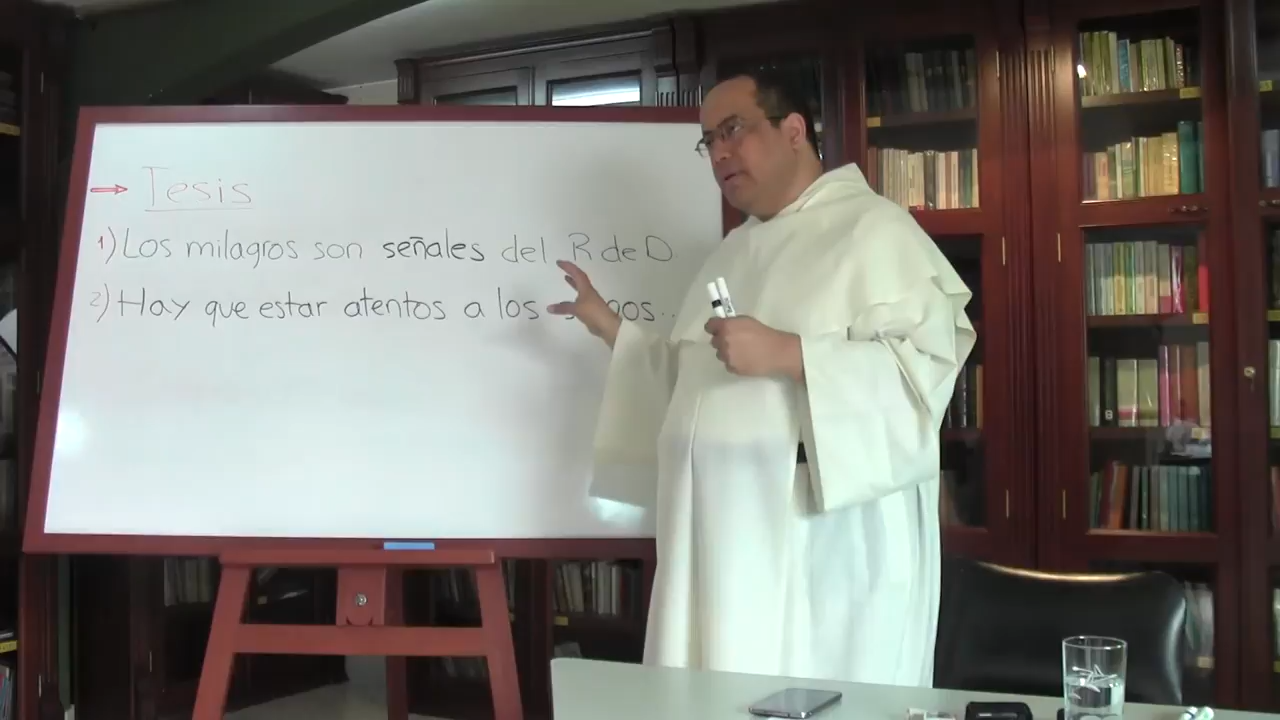 → Tesis
1) Los milagros son señales del R de D.
2) Hay que estar atentos a los